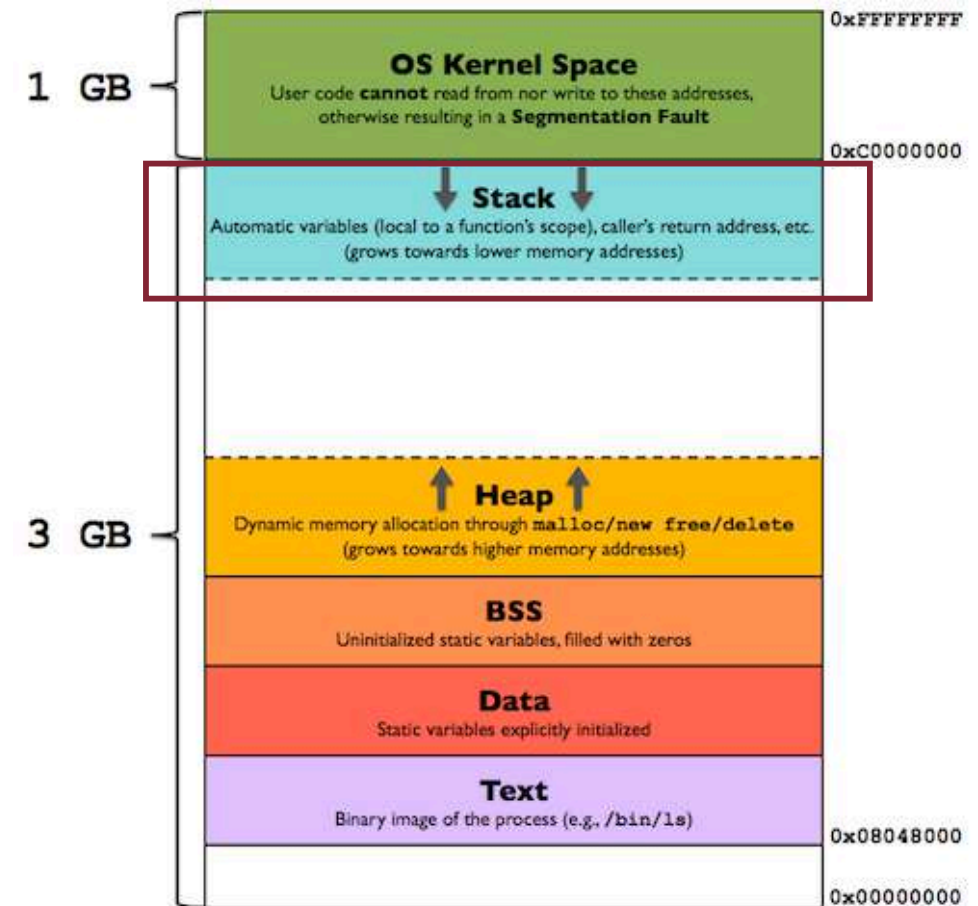 0xFFFFFFFF
1 GB
OS Kernel Space
User code cannot read from nor write to these addresses,
otherwise resulting in a Segmentation Fault
0xC0000000
Stack
Automatic variables (local to a function's scope), caller's return address, etc.
(grows towards lower memory addresses)
3 GB
Heap
Dynamic memory allocation through malloc/new free/delete
(grows towards higher memory addresses)
BSS
Uninitialized static variables, filled with zeros
Data
Static variables explicitly initialized
Text
Binary image of the process (e.g., /bin/ls)
0x08048000
0x00000000